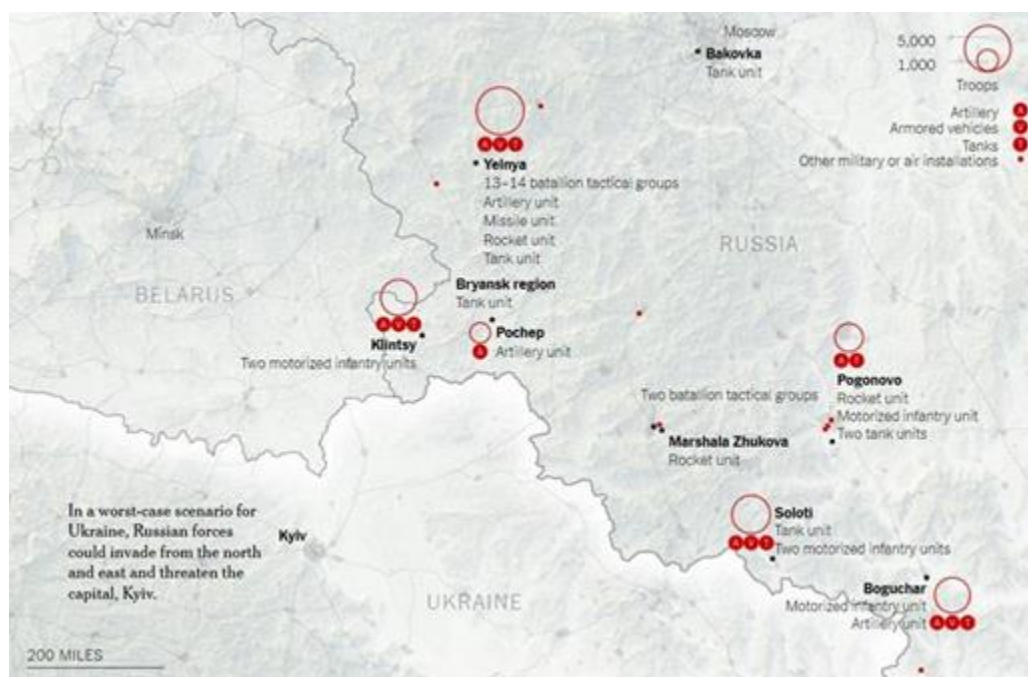 Moscow
Bakovka
Tank unit
5,000
1,000
Troops
Artillery
A
Armored vehicles
V
Tanks
T
Other military or air installations
A V T
Yelnya
13–14 batallion tactical groups
Artillery unit
Missile unit
Rocket unit
Tank unit
Minsk
RUSSIA
BELARUS
Bryansk region
Tank unit
A V T
Klintsy
Two motorized infantry units
Pochep
A
Artillery unit
A T
Pogonovo
Rocket unit
Motorized infantry unit
Two tank units
Two batallion tactical groups
Marshala Zhukova
Rocket unit
In a worst-case scenario for
Ukraine, Russian forces
could invade from the north
and east and threaten the
capital, Kyiv.
Kyiv
Soloti
Tank unit
A V T
Two motorized infantry units
UKRAINE
Boguchar
Motorized infantry unit
Artillery unit
A V T
200 MILES